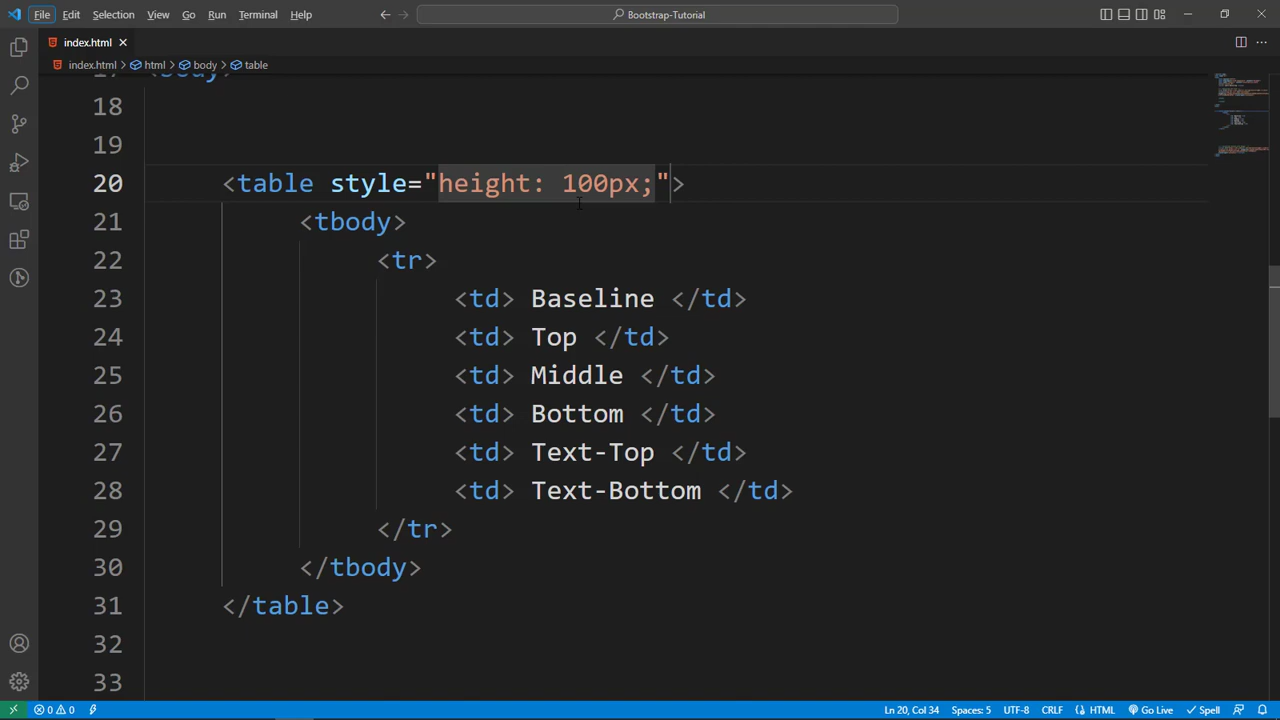 File Edit Selection View Go Run Terminal Help
Bootstrap-Tutorial
index.html
index.html > html > body > table
17 <body>
18
19
20 <table style="height: 100px;">
21 <tbody>
22 <tr>
23 <td> Baseline </td>
24 <td> Top </td>
25 <td> Middle </td>
26 <td> Bottom </td>
27 <td> Text-Top </td>
28 <td> Text-Bottom </td>
29 </tr>
30 </tbody>
31 </table>
32
33
0 0 Ln 20, Col 34 Spaces: 5 UTF-8 CRLF HTML Go Live Spell